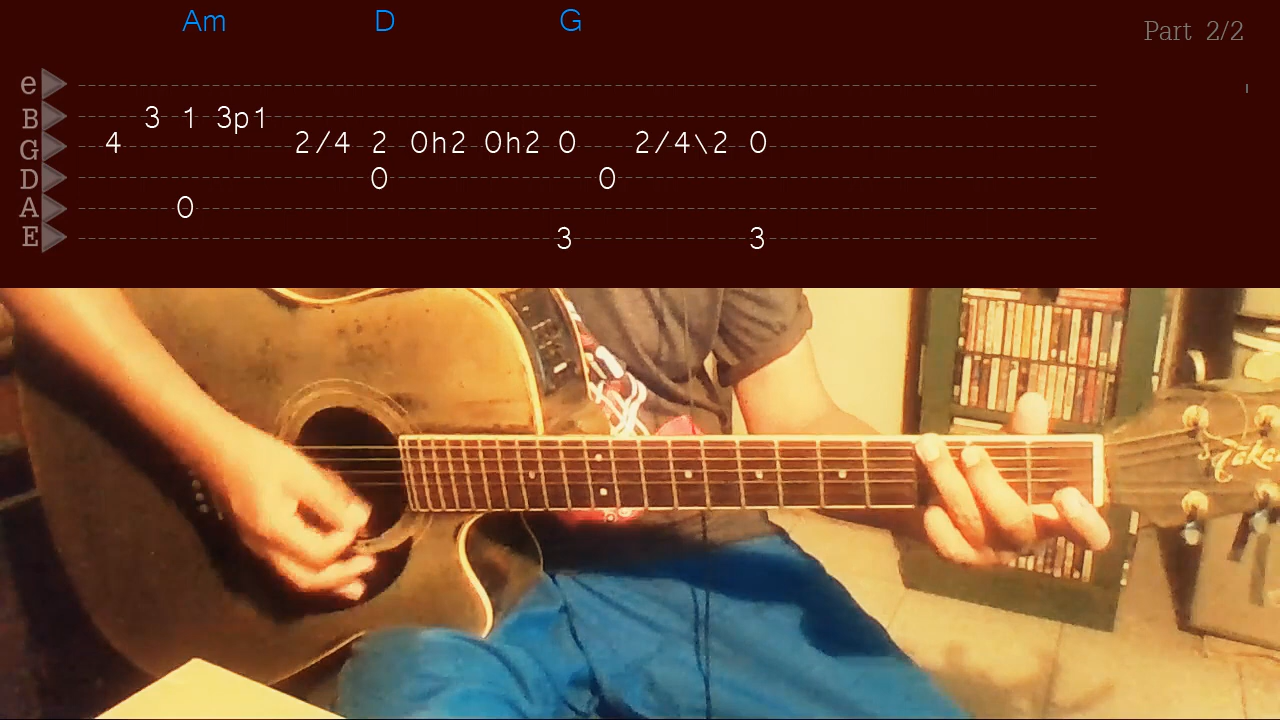 Am D G
Part 2/2
e
B 3 1 3p1
G 4 2/4 2 0h2 0h2 0 2/4\2 0
D 0 0
A 0
E 3 3